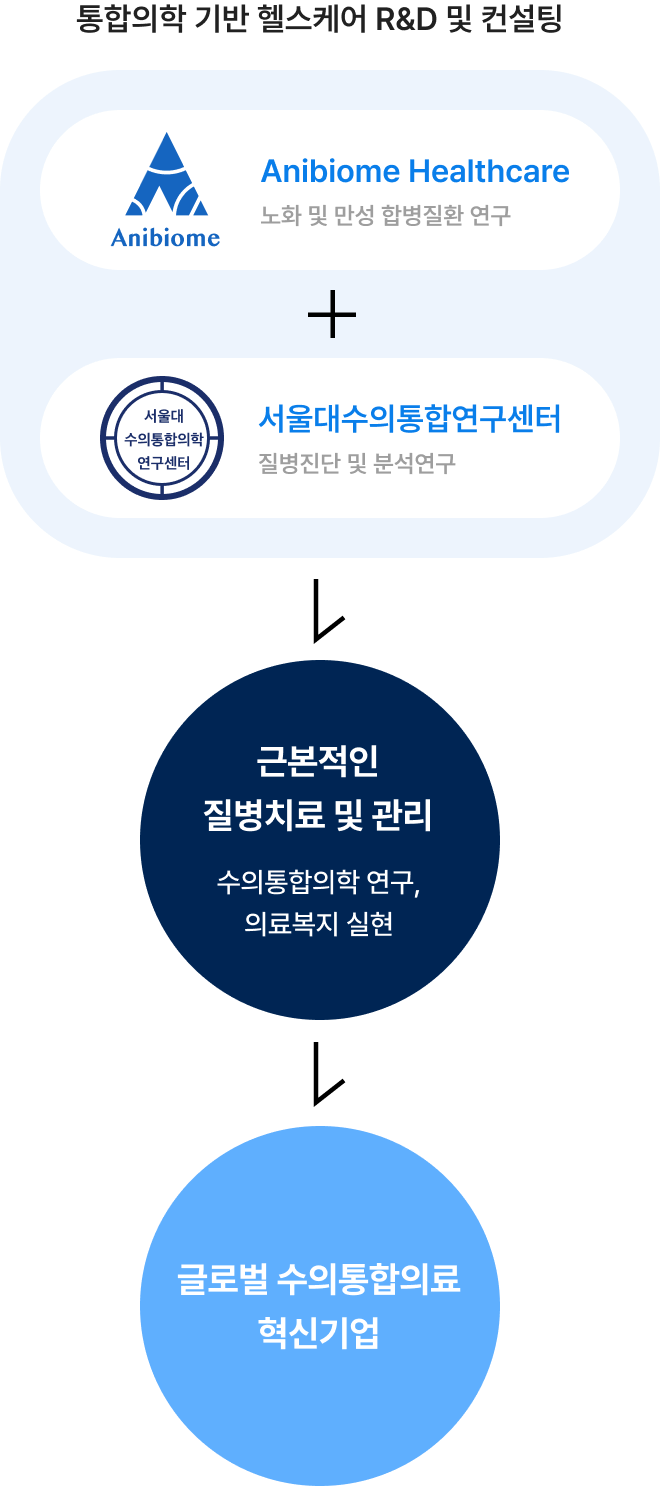 통합의학 기반 헬스케어 R&D 및 컨설팅
Anibiome
Anibiome Healthcare
노화 및 만성 합병질환 연구
서울대
수의통합의학
연구센터
서울대수의통합연구센터
질병진단 및 분석연구
근본적인
질병치료 및 관리
수의통합의학 연구,
의료복지 실현
글로벌 수의통합의료
혁신기업